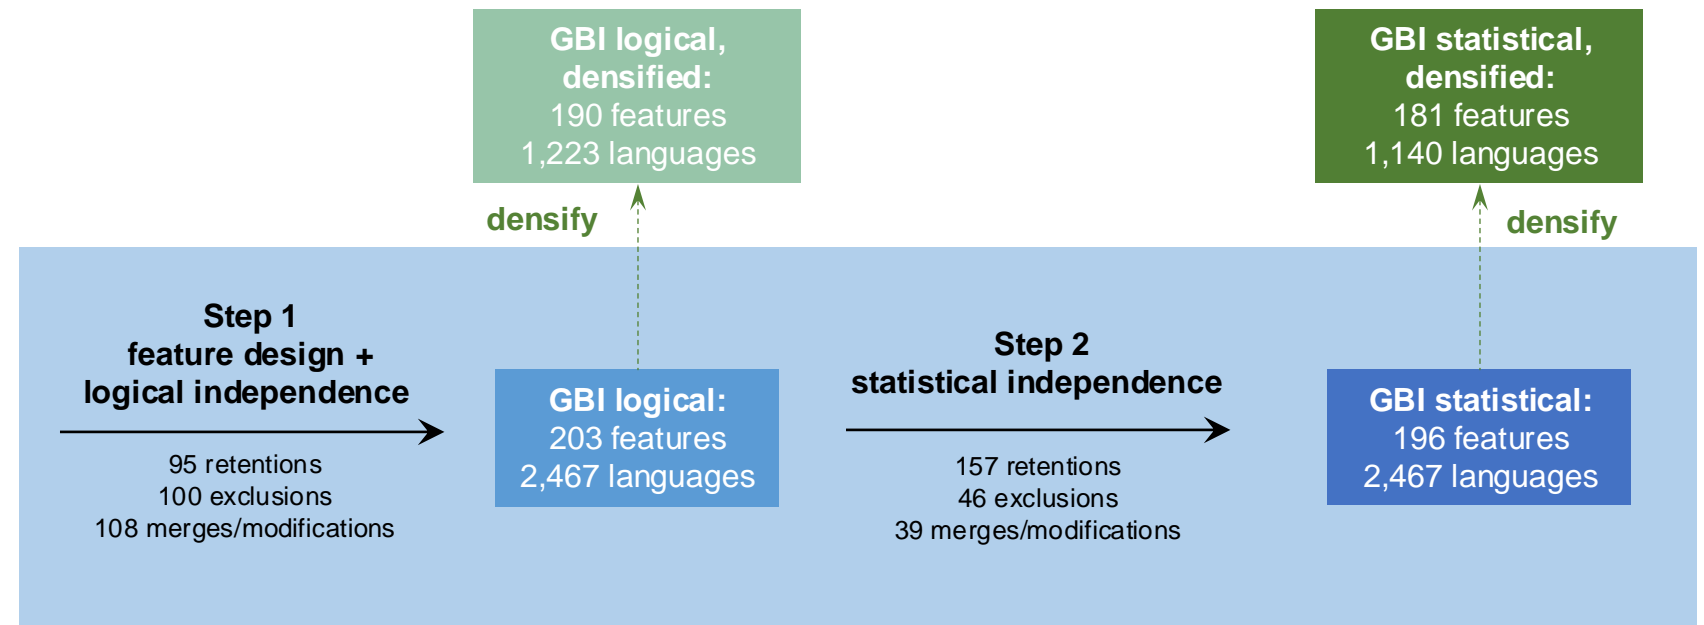 GBI logical,
densified:
190 features
1,223 languages
GBI statistical,
densified:
181 features
1,140 languages
densify
densify
Step 1
feature design +
logical independence
95 retentions
100 exclusions
108 merges/modifications
GBI logical:
203 features
2,467 languages
Step 2
statistical independence
157 retentions
46 exclusions
39 merges/modifications
GBI statistical:
196 features
2,467 languages